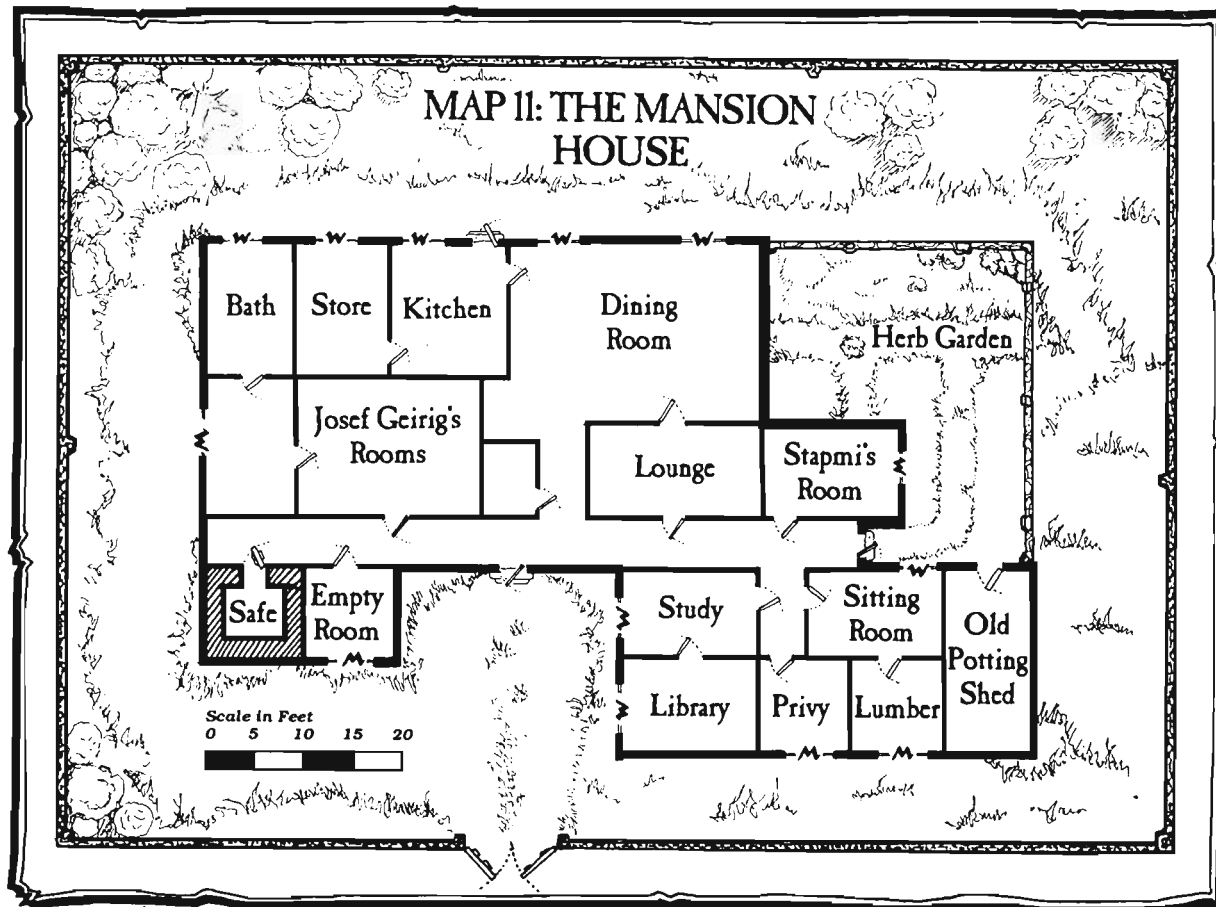 MAP 11: THE MANSION
HOUSE
W
W
W
W
W
Bath
Store
Kitchen
Dining
Room
Herb Garden
Josef Geirig's
Rooms
W
Lounge
Stapmi's
Room
W
Safe
Empty
Room
W
Study
W
Sitting
Room
W
Old
Potting
Shed
Library
W
Privy
Lumber
W
W
Scale in Feet
0 5 10 15 20